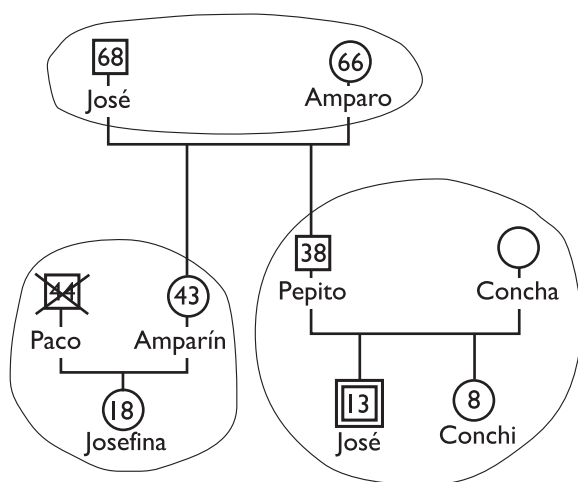 68 66
José Amparo
38
Pepito Concha
44 43
Paco Amparín
13 8
José Conchi
18
Josefina